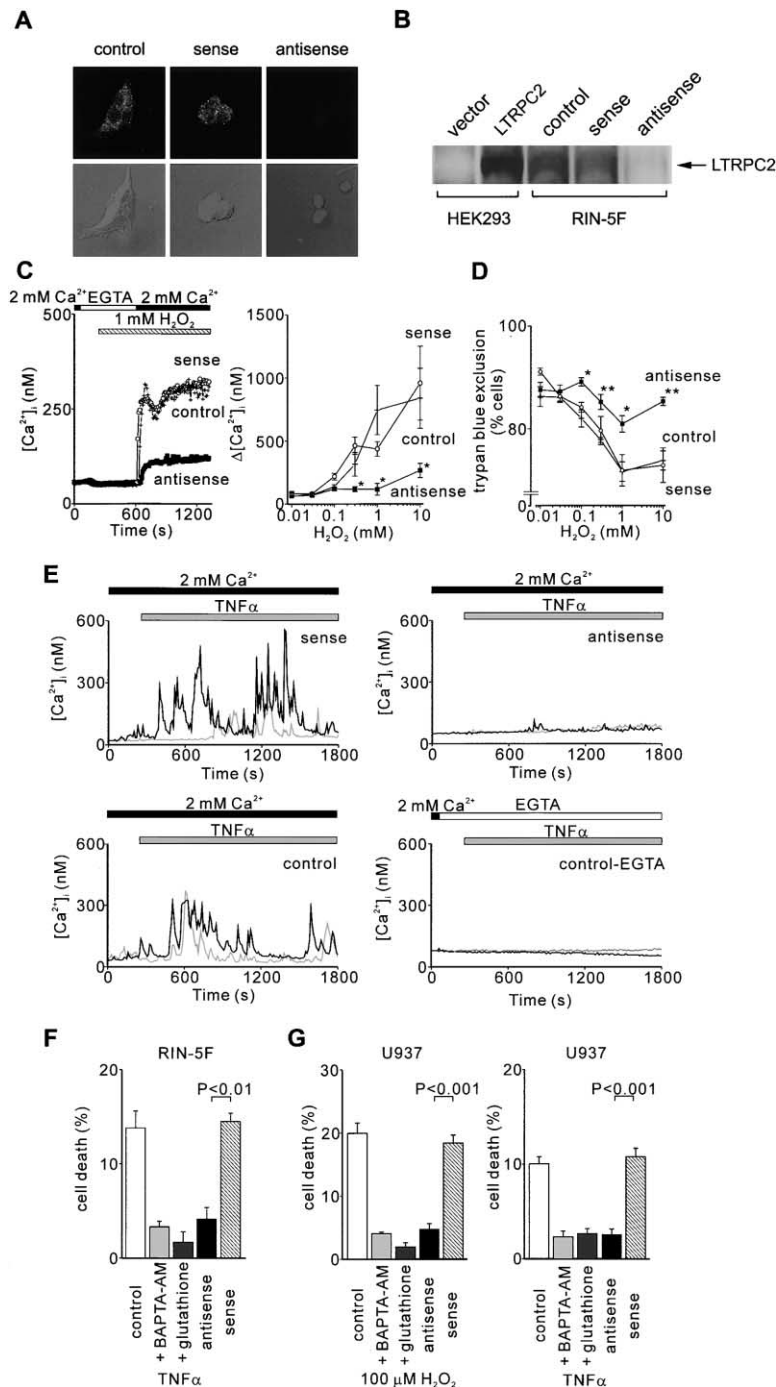 A
control sense antisense
B
vector
LTRPC2
control
sense
antisense
LTRPC2
HEK293 RIN-5F
C
2 mM Ca²⁺ EGTA 2 mM Ca²⁺
1 mM H₂O₂
500
250
0
[Ca²⁺]ᵢ (nM)
sense
control
antisense
0 600 1200
Time (s)
1500
1000
500
0
Δ[Ca²⁺]ᵢ (nM)
sense
control
antisense
* * *
0.01 0.1 1 10
H₂O₂ (mM)
D
100
80
0
trypan blue exclusion
(% cells)
* ** * **
antisense
control
sense
0.01 0.1 1 10
H₂O₂ (mM)
E
2 mM Ca²⁺
TNFα
600
300
0
[Ca²⁺]ᵢ (nM)
sense
0 600 1200 1800
Time (s)
2 mM Ca²⁺
TNFα
600
300
0
[Ca²⁺]ᵢ (nM)
antisense
0 600 1200 1800
Time (s)
2 mM Ca²⁺
TNFα
600
300
0
[Ca²⁺]ᵢ (nM)
control
0 600 1200 1800
Time (s)
2 mM Ca²⁺ EGTA
TNFα
600
300
0
[Ca²⁺]ᵢ (nM)
control-EGTA
0 600 1200 1800
Time (s)
F
RIN-5F
20
10
0
cell death (%)
P<0.01
control
+ BAPTA-AM
+ glutathione
antisense
sense
TNFα
G
U937
30
20
10
0
cell death (%)
P<0.001
control
+ BAPTA-AM
+ glutathione
antisense
sense
100 µM H₂O₂
U937
20
10
0
cell death (%)
P<0.001
control
+ BAPTA-AM
+ glutathione
antisense
sense
TNFα